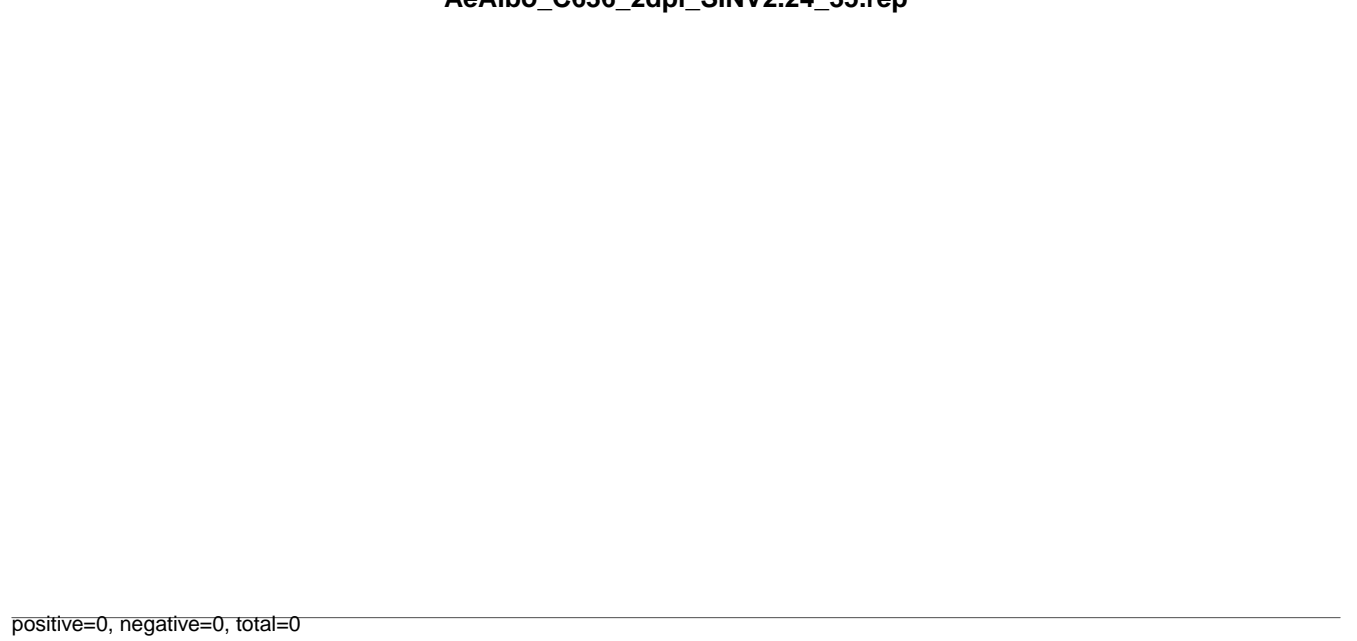 AeAlbo_C636_2dpi_SINV2.24_35.rep
positive=0, negative=0, total=0